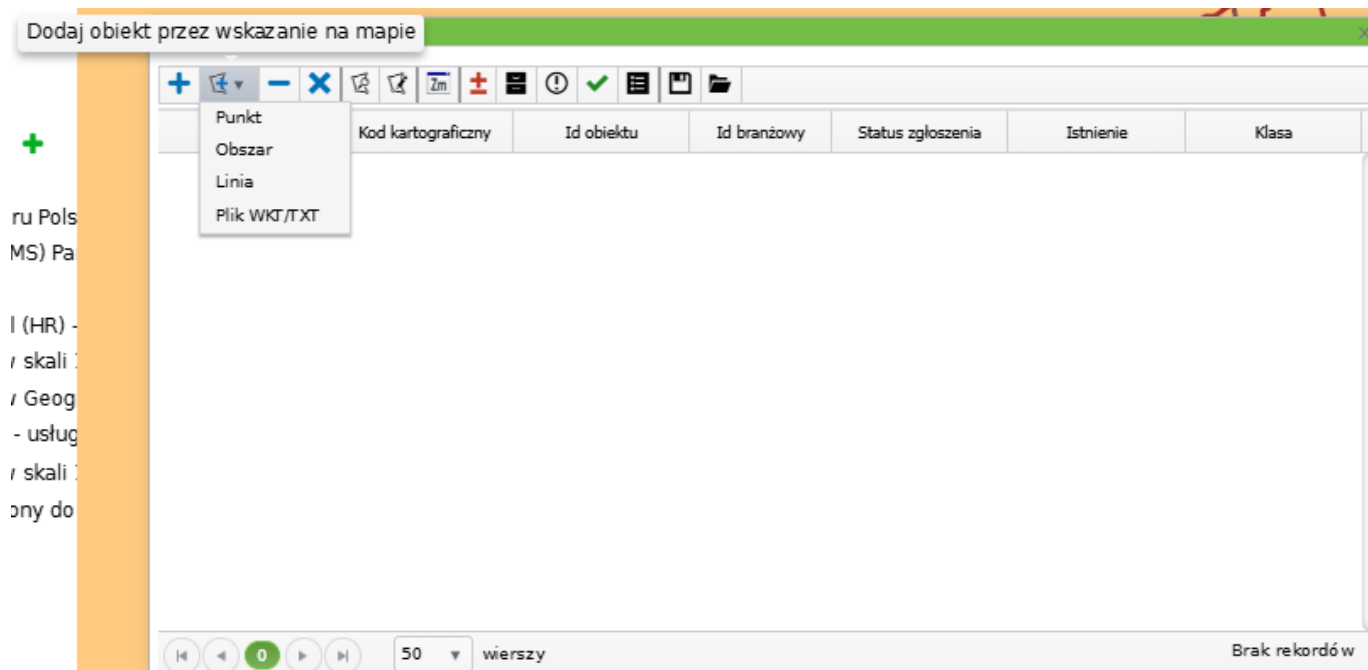 Dodaj obiekt przez wskazanie na mapie
Zm
Punkt
Obszar
Linia
Plik WKT/TXT
Kod kartograficzny
Id obiektu
Id branżowy
Status zgłoszenia
Istnienie
Klasa
ru Pols
MS) Pa
l (HR) -
skali
Geog
- usług
skali
ony do
0
50
wierszy
Brak rekordów